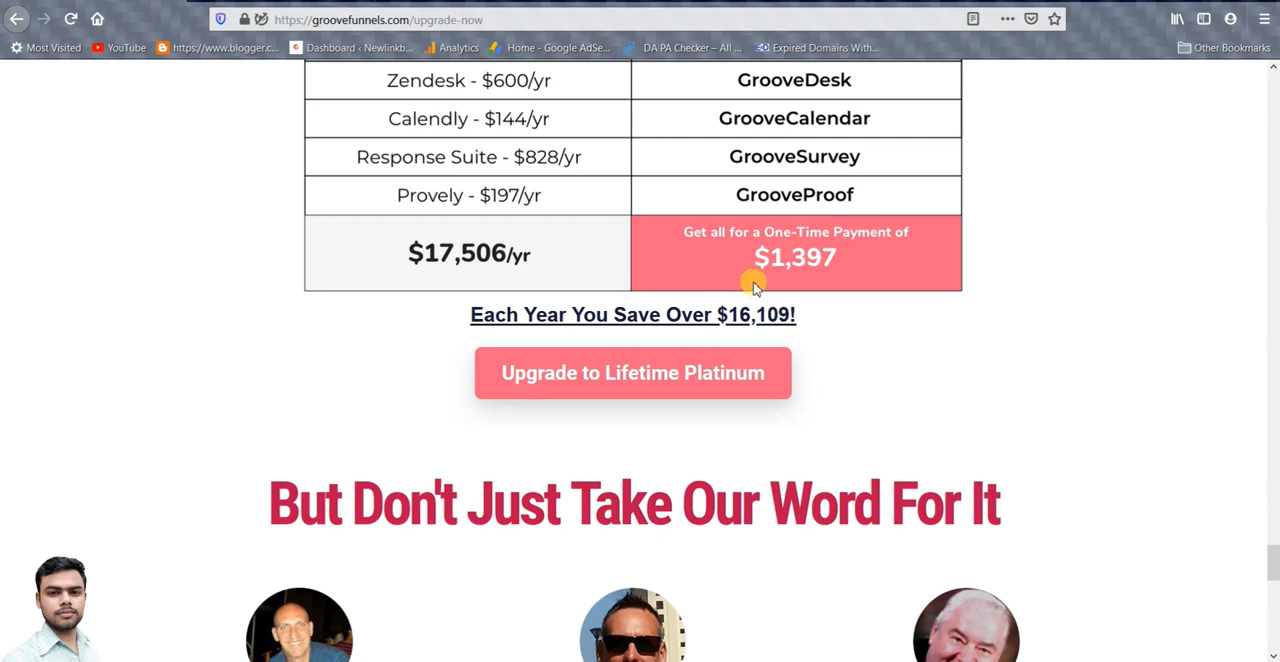 https://groovefunnels.com/upgrade-now
Most Visited
YouTube
https://www.blogger.c...
Dashboard ‹ Newlinkb...
Analytics
Home - Google AdSe...
DA PA Checker – All ...
EO Expired Domains With...
Other Bookmarks
Zendesk - $600/yr
GrooveDesk
Calendly - $144/yr
GrooveCalendar
Response Suite - $828/yr
GrooveSurvey
Provely - $197/yr
GrooveProof
$17,506/yr
Get all for a One-Time Payment of
$1,397
Each Year You Save Over $16,109!
Upgrade to Lifetime Platinum
But Don't Just Take Our Word For It